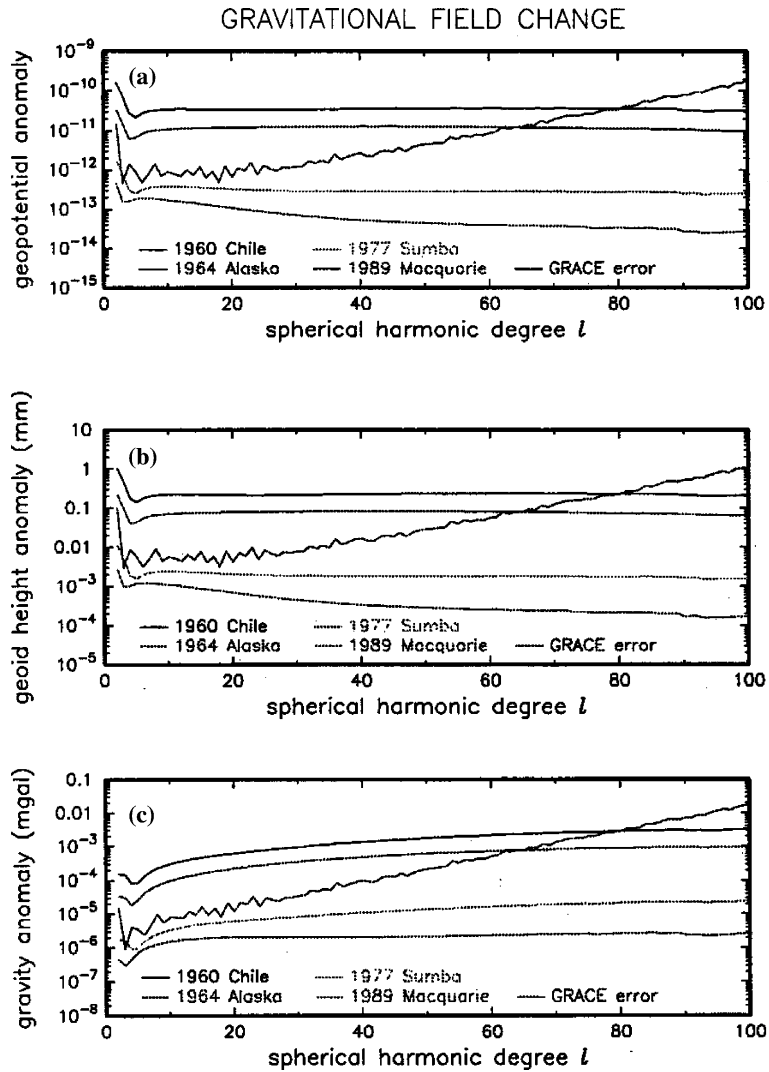 GRAVITATIONAL FIELD CHANGE
(a)
geopotential anomaly
10⁻⁹
10⁻¹⁰
10⁻¹¹
10⁻¹²
10⁻¹³
10⁻¹⁴
10⁻¹⁵
1960 Chile 1977 Sumba
1964 Alaska 1989 Macquarie GRACE error
0 20 40 60 80 100
spherical harmonic degree l
(b)
geoid height anomaly (mm)
10
1
0.1
0.01
10⁻³
10⁻⁴
10⁻⁵
1960 Chile 1977 Sumba
1964 Alaska 1989 Macquarie GRACE error
0 20 40 60 80 100
spherical harmonic degree l
(c)
gravity anomaly (mgal)
0.1
0.01
10⁻³
10⁻⁴
10⁻⁵
10⁻⁶
10⁻⁷
10⁻⁸
1960 Chile 1977 Sumba
1964 Alaska 1989 Macquarie GRACE error
0 20 40 60 80 100
spherical harmonic degree l